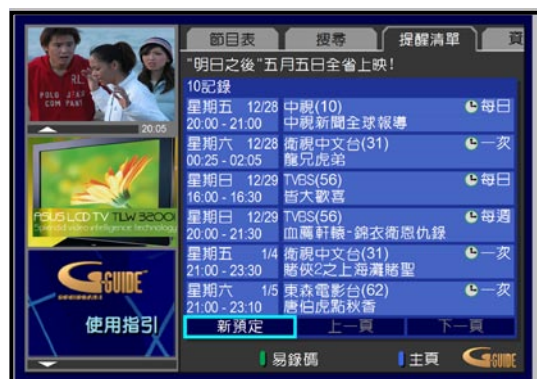 節目表 搜尋 提醒清單 資
"明日之後"五月五日全省上映!
10記錄
星期五 12/28 中視(10) 每日
20:00 - 21:00 中視新聞全球報導
星期六 12/28 衛視中文台(31) 一次
00:25 - 02:05 龍兄虎弟
星期日 12/29 TVBS(56) 每日
16:00 - 16:30 皆大歡喜
星期日 12/29 TVBS(56) 每週
20:00 - 21:30 血薦軒轅-錦衣衛恩仇錄
星期五 1/4 衛視中文台(31) 一次
21:00 - 23:30 賭俠2之上海灘賭聖
星期六 1/5 東森電影台(62) 一次
21:00 - 23:10 唐伯虎點秋香
新預定 上一頁 下一頁
易錄碼 主頁 GGUIDE
20:05
ASUS LCD TV TLW 32001
Splendid video intelligence technology
GGUIDE
使用指引